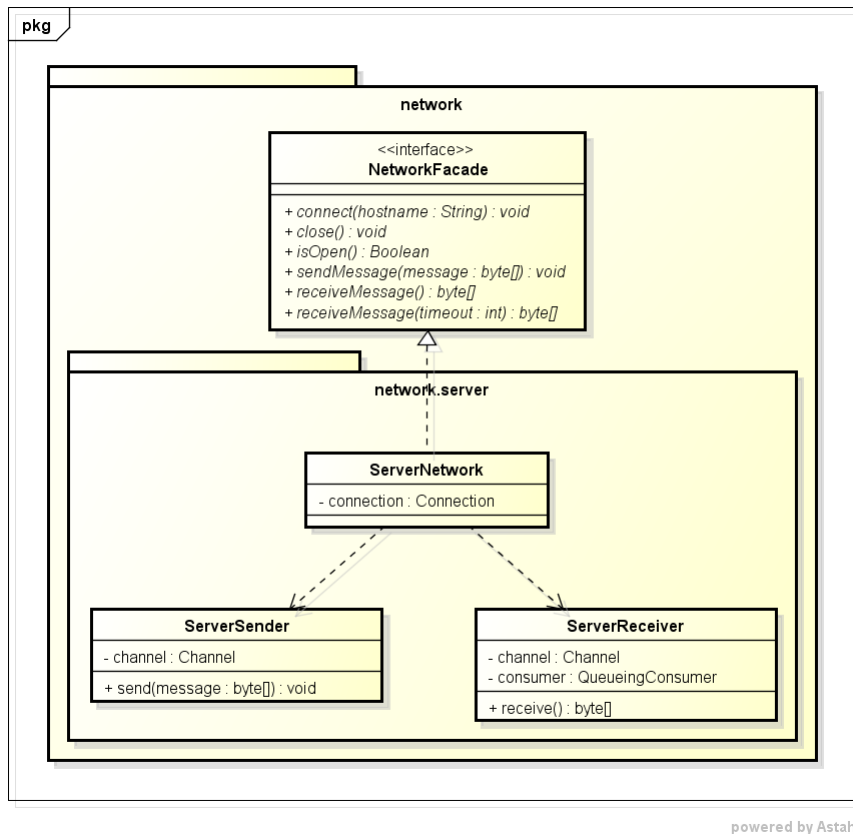 pkg
network
<<interface>>
NetworkFacade
+ connect(hostname : String) : void
+ close() : void
+ isOpen() : Boolean
+ sendMessage(message : byte[]) : void
+ receiveMessage() : byte[]
+ receiveMessage(timeout : int) : byte[]
network.server
ServerNetwork
- connection : Connection
ServerSender
- channel : Channel
+ send(message : byte[]) : void
ServerReceiver
- channel : Channel
- consumer : QueueingConsumer
+ receive() : byte[]
powered by Astah